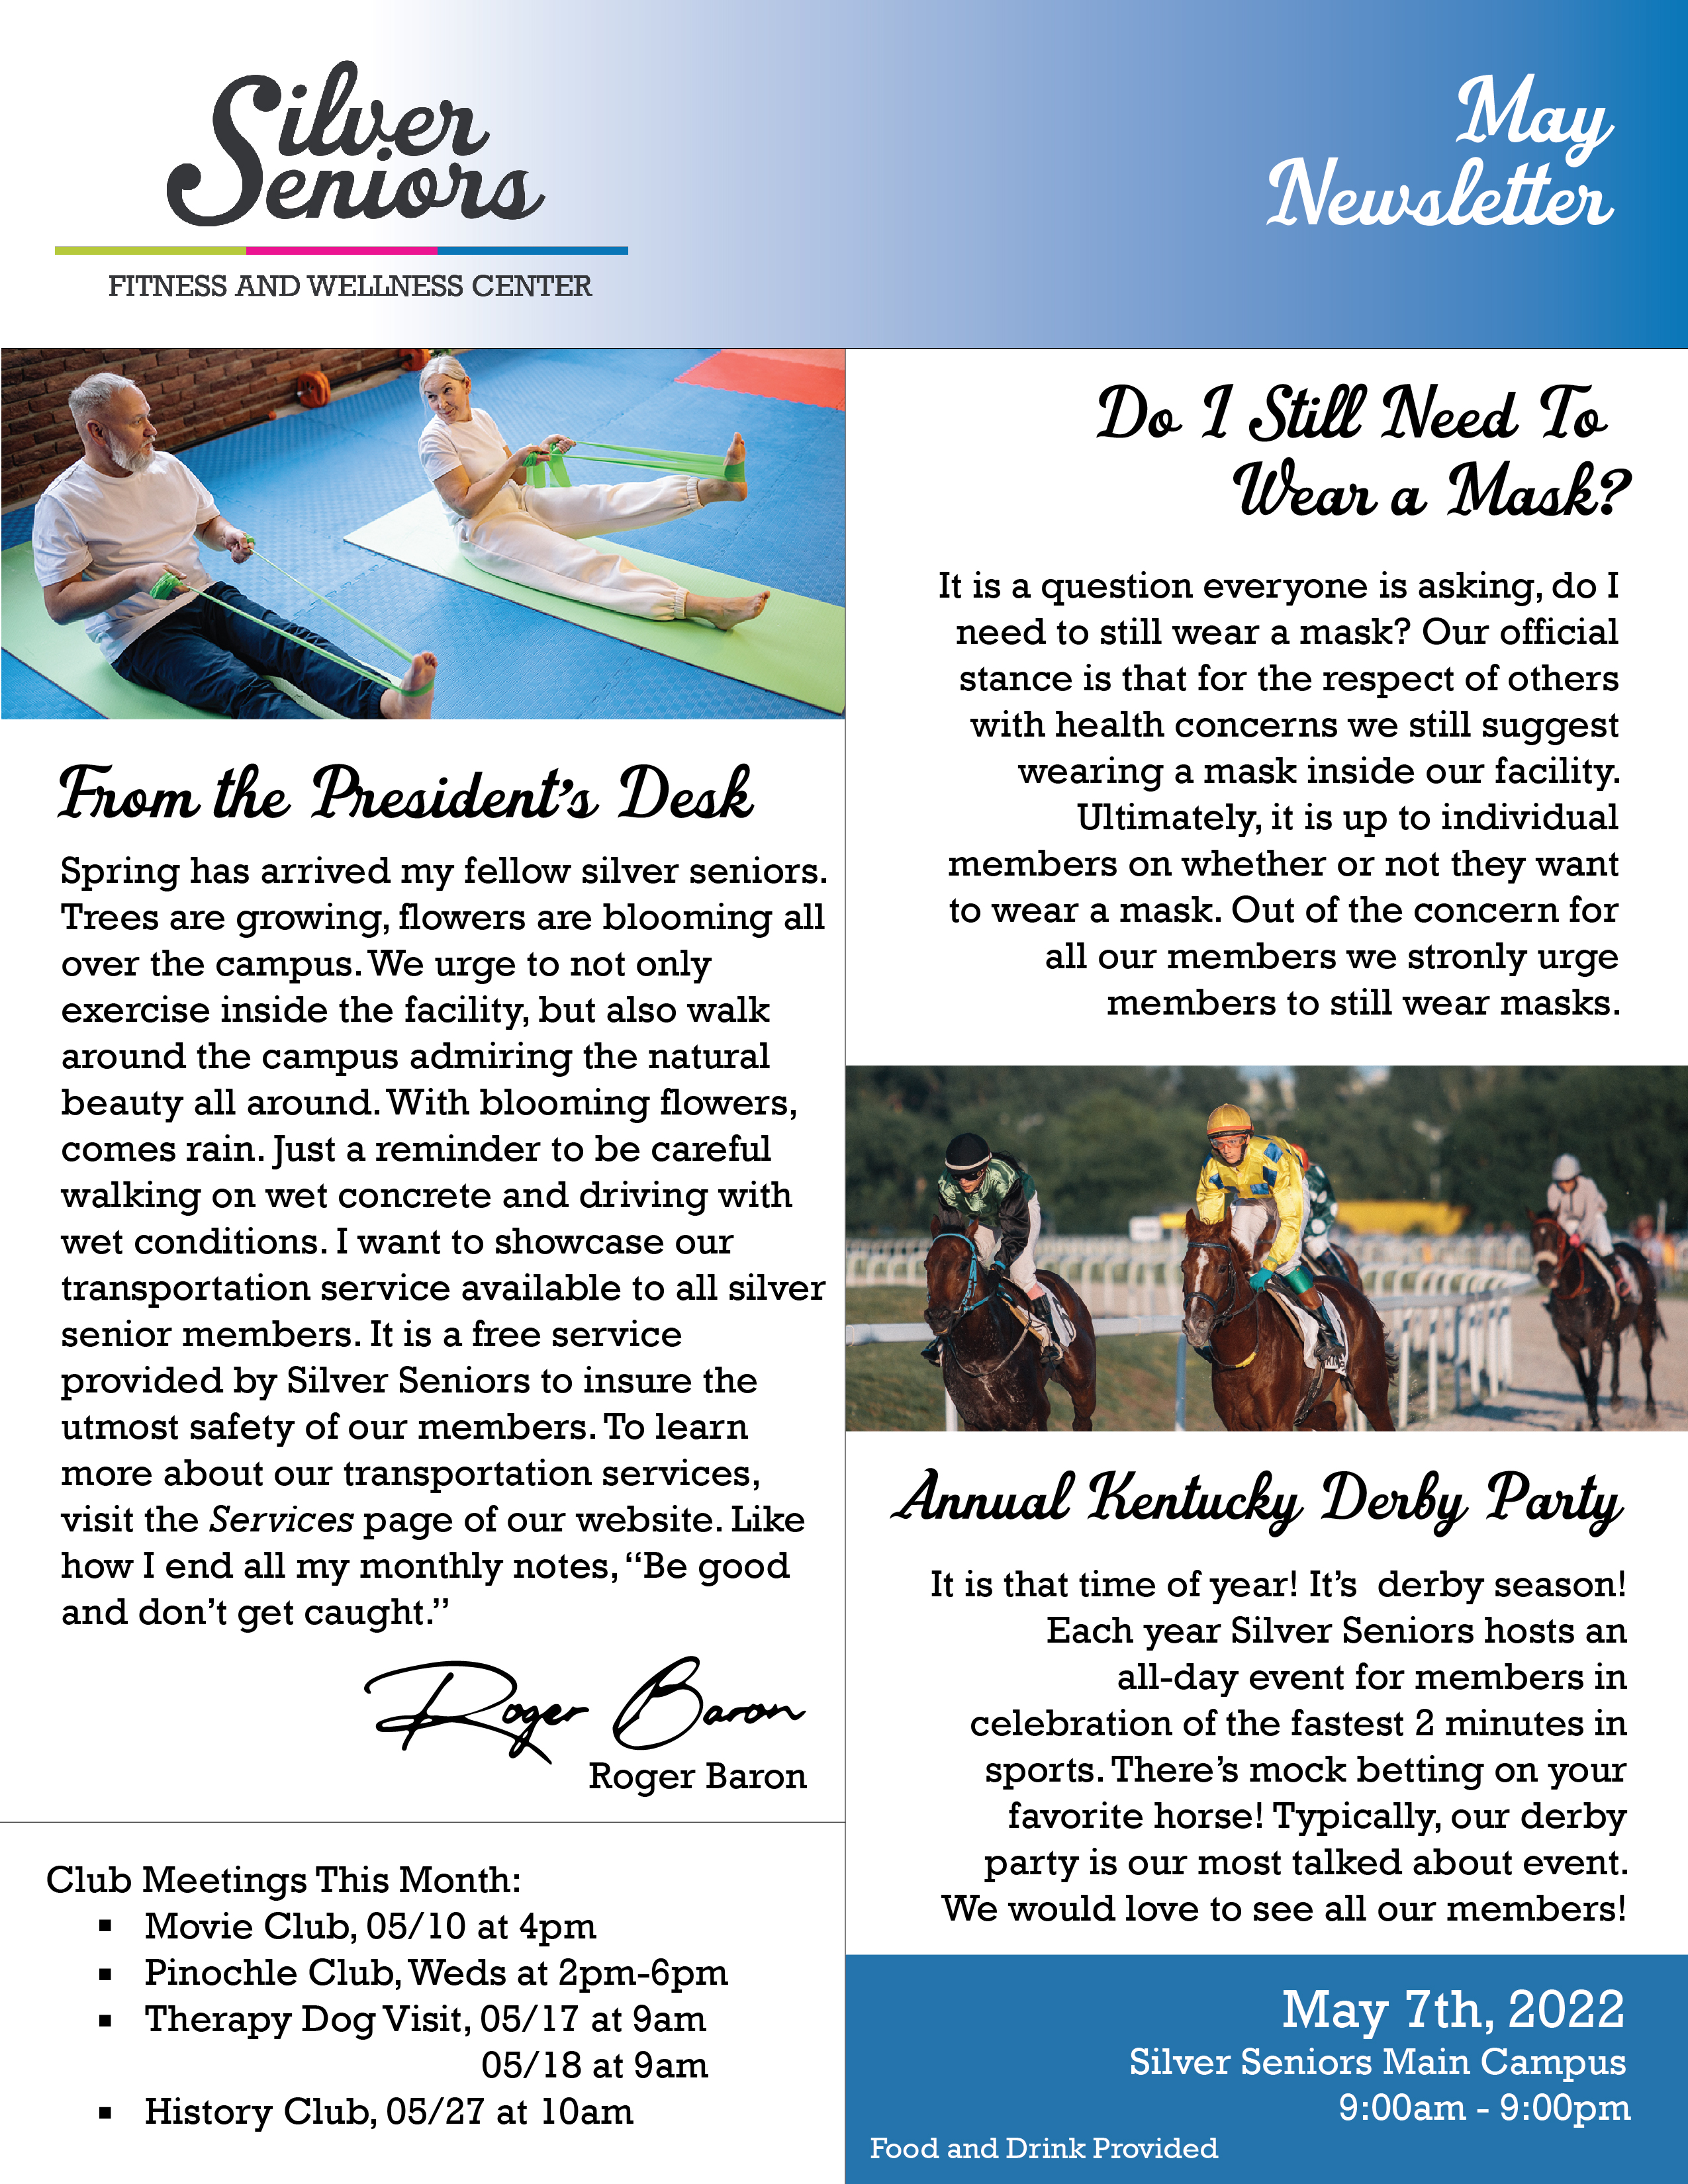 Silver
Seniors
FITNESS AND WELLNESS CENTER
May
Newsletter
From the President's Desk
Spring has arrived my fellow silver seniors.
Trees are growing, flowers are blooming all
over the campus. We urge to not only
exercise inside the facility, but also walk
around the campus admiring the natural
beauty all around. With blooming flowers,
comes rain. Just a reminder to be careful
walking on wet concrete and driving with
wet conditions. I want to showcase our
transportation service available to all silver
senior members. It is a free service
provided by Silver Seniors to insure the
utmost safety of our members. To learn
more about our transportation services,
visit the Services page of our website. Like
how I end all my monthly notes, “Be good
and don’t get caught.”
Roger Baron
Roger Baron
Club Meetings This Month:
▪ Movie Club, 05/10 at 4pm
▪ Pinochle Club, Weds at 2pm-6pm
▪ Therapy Dog Visit, 05/17 at 9am
05/18 at 9am
▪ History Club, 05/27 at 10am
Do I Still Need To
Wear a Mask?
It is a question everyone is asking, do I
need to still wear a mask? Our official
stance is that for the respect of others
with health concerns we still suggest
wearing a mask inside our facility.
Ultimately, it is up to individual
members on whether or not they want
to wear a mask. Out of the concern for
all our members we stronly urge
members to still wear masks.
Annual Kentucky Derby Party
It is that time of year! It’s  derby season!
Each year Silver Seniors hosts an
all-day event for members in
celebration of the fastest 2 minutes in
sports. There’s mock betting on your
favorite horse! Typically, our derby
party is our most talked about event.
We would love to see all our members!
May 7th, 2022
Silver Seniors Main Campus
9:00am - 9:00pm
Food and Drink Provided